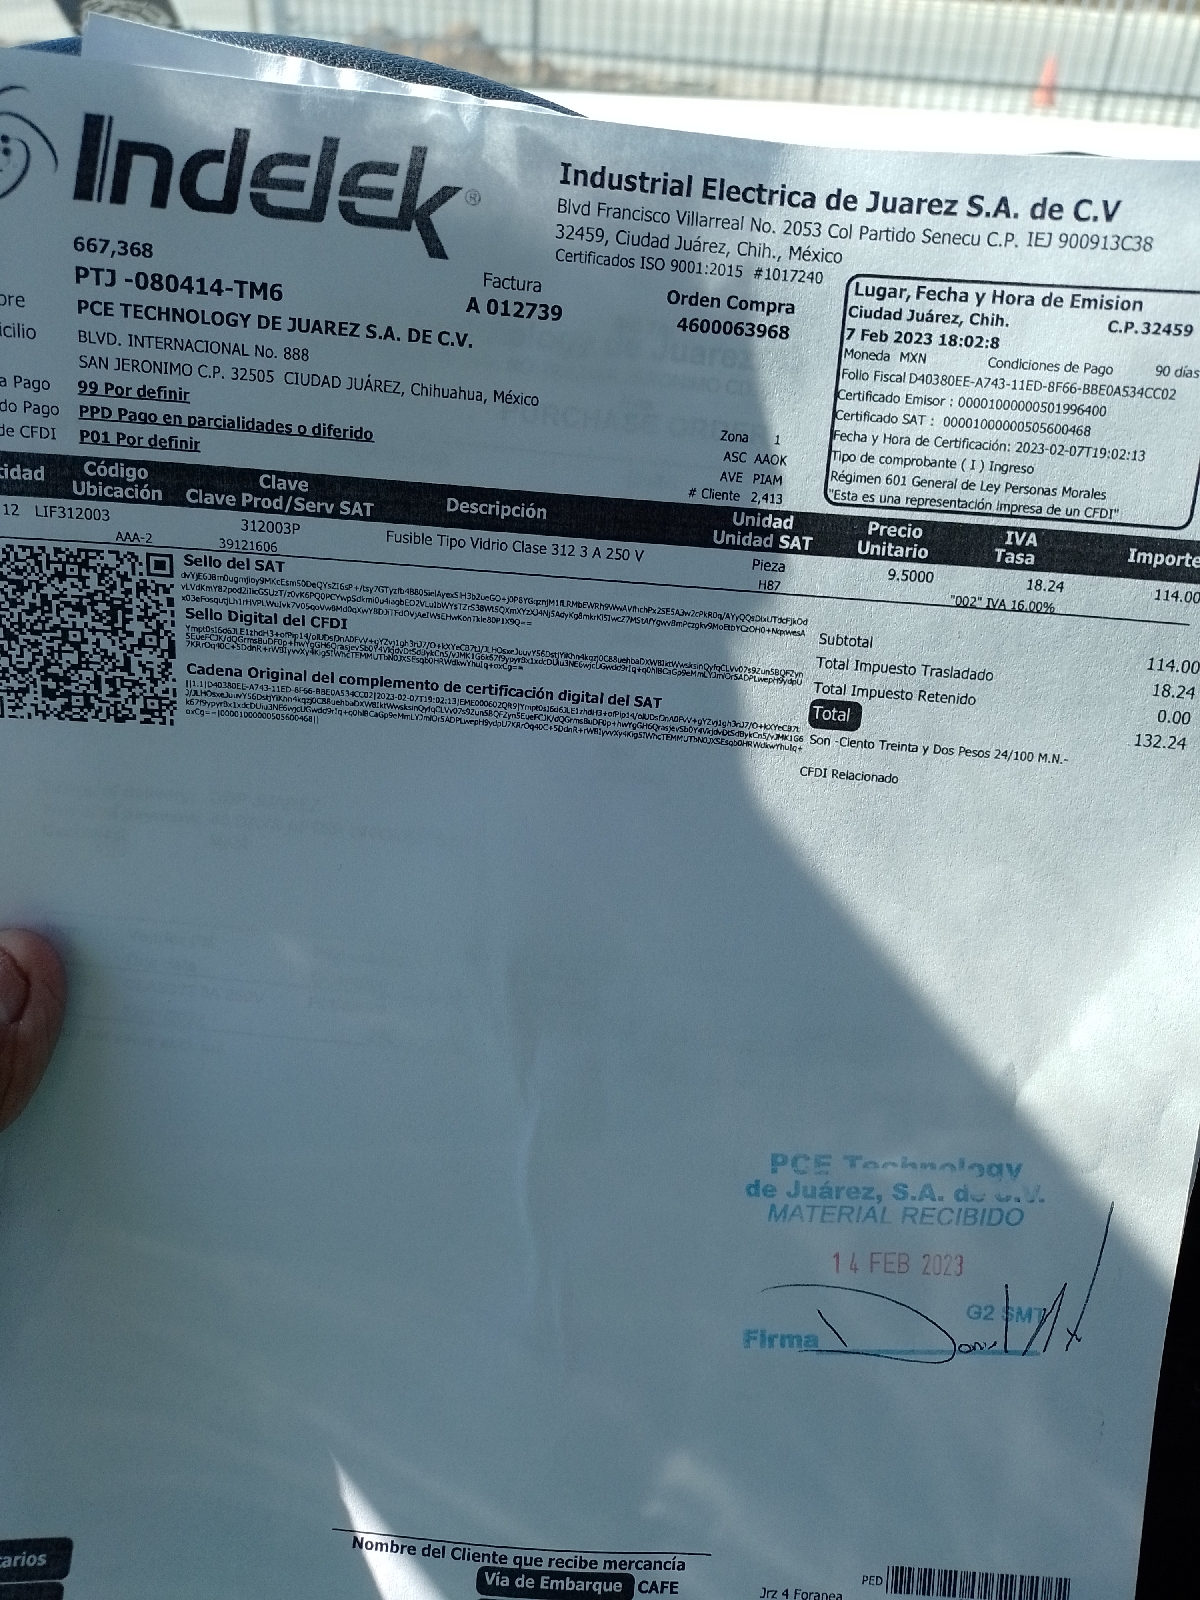 Indelek®
Industrial Electrica de Juarez S.A. de C.V
Blvd Francisco Villarreal No. 2053 Col Partido Senecu C.P. IEJ 900913C38
32459, Ciudad Juárez, Chih., México
Certificados ISO 9001:2015 #1017240
667,368
PTJ -080414-TM6
PCE TECHNOLOGY DE JUAREZ S.A. DE C.V.
BLVD. INTERNACIONAL No. 888
SAN JERONIMO C.P. 32505 CIUDAD JUÁREZ, Chihuahua, México
Factura
A 012739
Orden Compra
4600063968
bre
icilio
a Pago 99 Por definir
do Pago PPD Pago en parcialidades o diferido
de CFDI P01 Por definir
Zona 1
ASC AAOK
AVE PIAM
# Cliente 2,413
Lugar, Fecha y Hora de Emision
Ciudad Juárez, Chih. C.P.32459
7 Feb 2023 18:02:8
Moneda MXN Condiciones de Pago 90 días
Folio Fiscal D40380EE-A743-11ED-8F66-BBE0A534CC02
Certificado Emisor : 00001000000501996400
Certificado SAT : 00001000000505600468
Fecha y Hora de Certificación: 2023-02-07T19:02:13
Tipo de comprobante ( I ) Ingreso
Régimen 601 General de Ley Personas Morales
"Esta es una representación impresa de un CFDI"
tidad Código Ubicación Clave Clave Prod/Serv SAT Descripción Unidad Unidad SAT Precio Unitario IVA Tasa Importe
12 LIF312003 312003P Fusible Tipo Vidrio Clase 312 3 A 250 V Pieza 9.5000 18.24 114.00
AAA-2 39121606 H87 "002" IVA 16.00%
Sello del SAT
Sello Digital del CFDI
Cadena Original del complemento de certificación digital del SAT
Subtotal 114.00
Total Impuesto Trasladado 18.24
Total Impuesto Retenido 0.00
Total 132.24
Son -Ciento Treinta y Dos Pesos 24/100 M.N.-
CFDI Relacionado
PCE Technology
de Juárez, S.A. de C.V.
MATERIAL RECIBIDO
14 FEB 2023
G2 SMT
Firma
Nombre del Cliente que recibe mercancía
Vía de Embarque CAFE
arios
Jrz 4 Foranea
PED